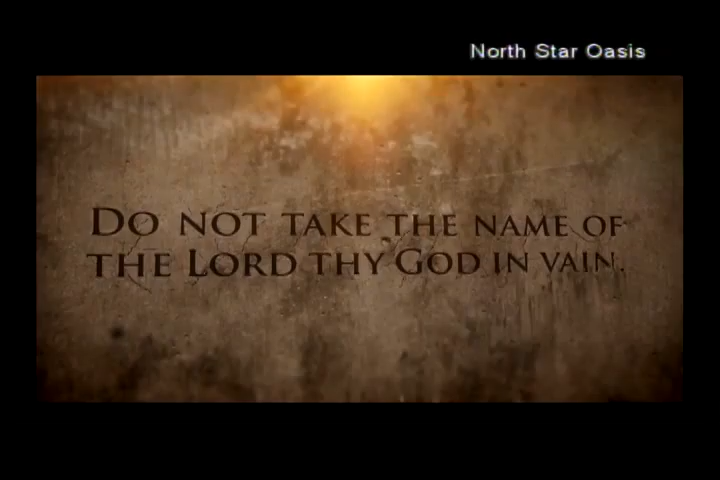 North Star Oasis
Do not take the name of
the Lord thy God in vain.